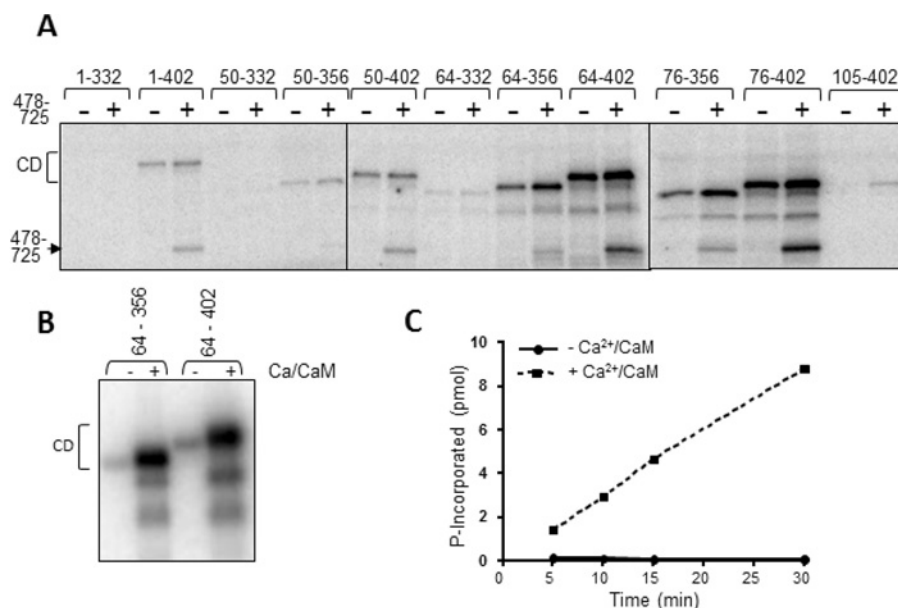 A
1-332 1-402 50-332 50-356 50-402 64-332 64-356 64-402 76-356 76-402 105-402
478-
725
- + - + - + - + - + - + - + - + - + - + - +
CD
478-
725
B
64 - 356
64 - 402
- + - +
Ca/CaM
CD
C
- Ca2+/CaM
+ Ca2+/CaM
P-Incorporated (pmol)
10
8
6
4
2
0
0 5 10 15 20 25 30
Time (min)